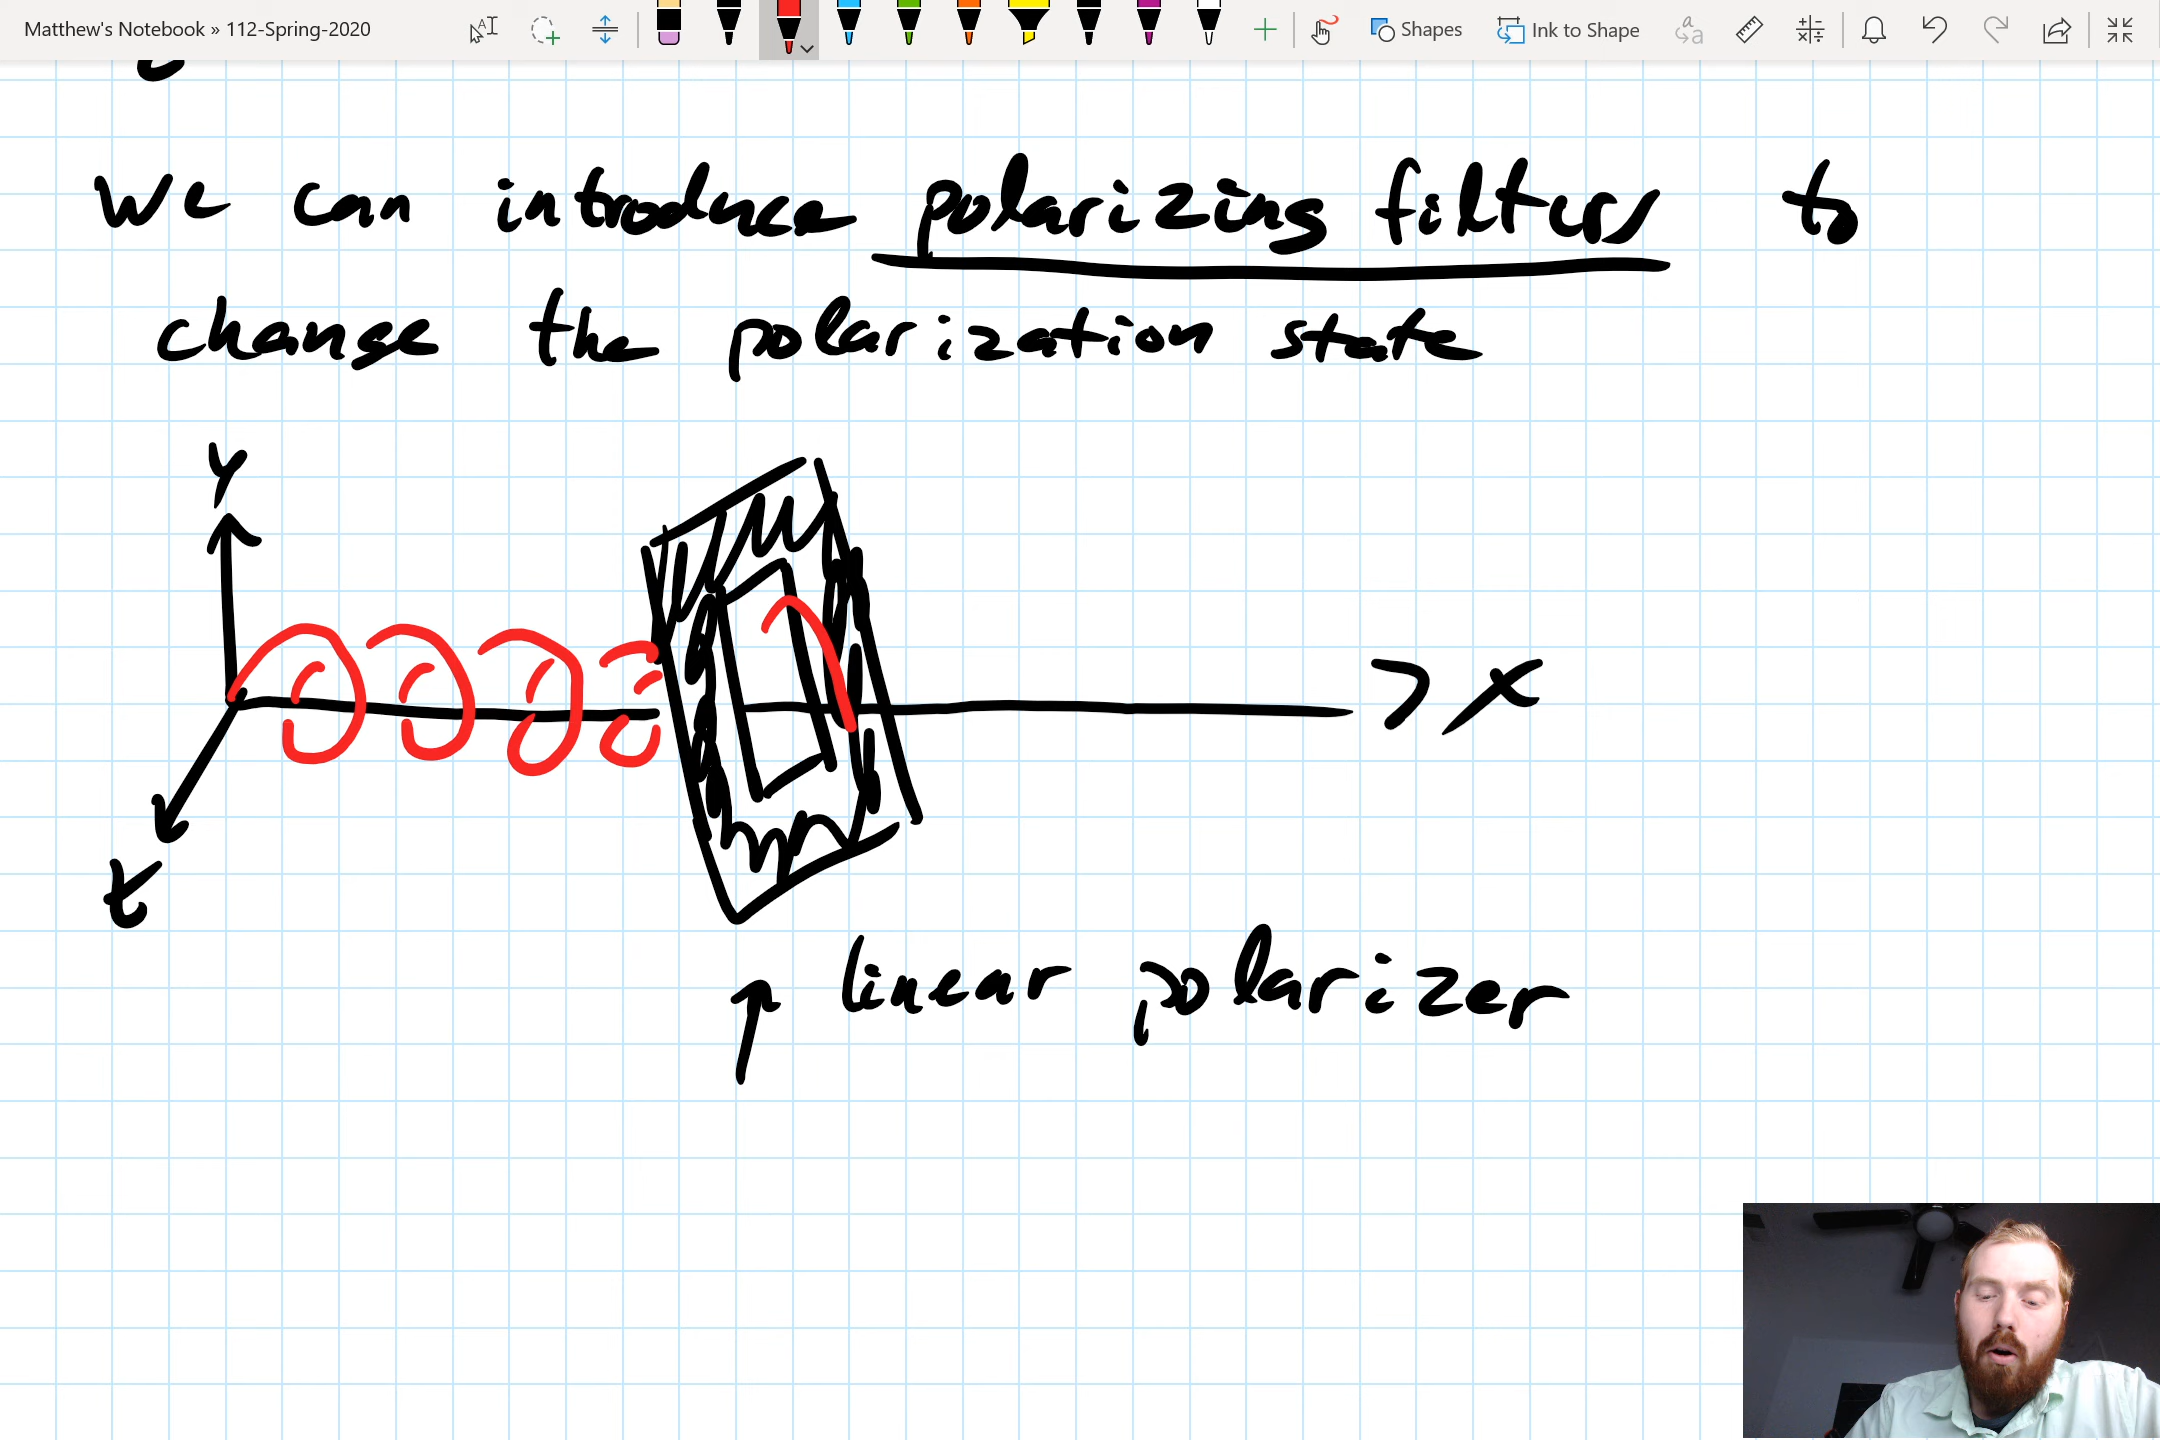 Matthew's Notebook » 112-Spring-2020
Shapes
Ink to Shape
we can introduce polarizing filters to
change the polarization state
y
x
z
linear polarizer